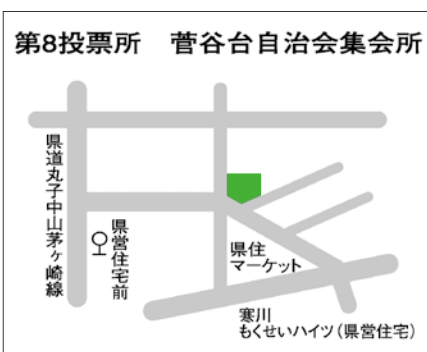 第8投票所　菅谷台自治会集会所
県道丸子中山茅ヶ崎線
県営住宅前
県住
マーケット
寒川
もくせいハイツ(県営住宅)